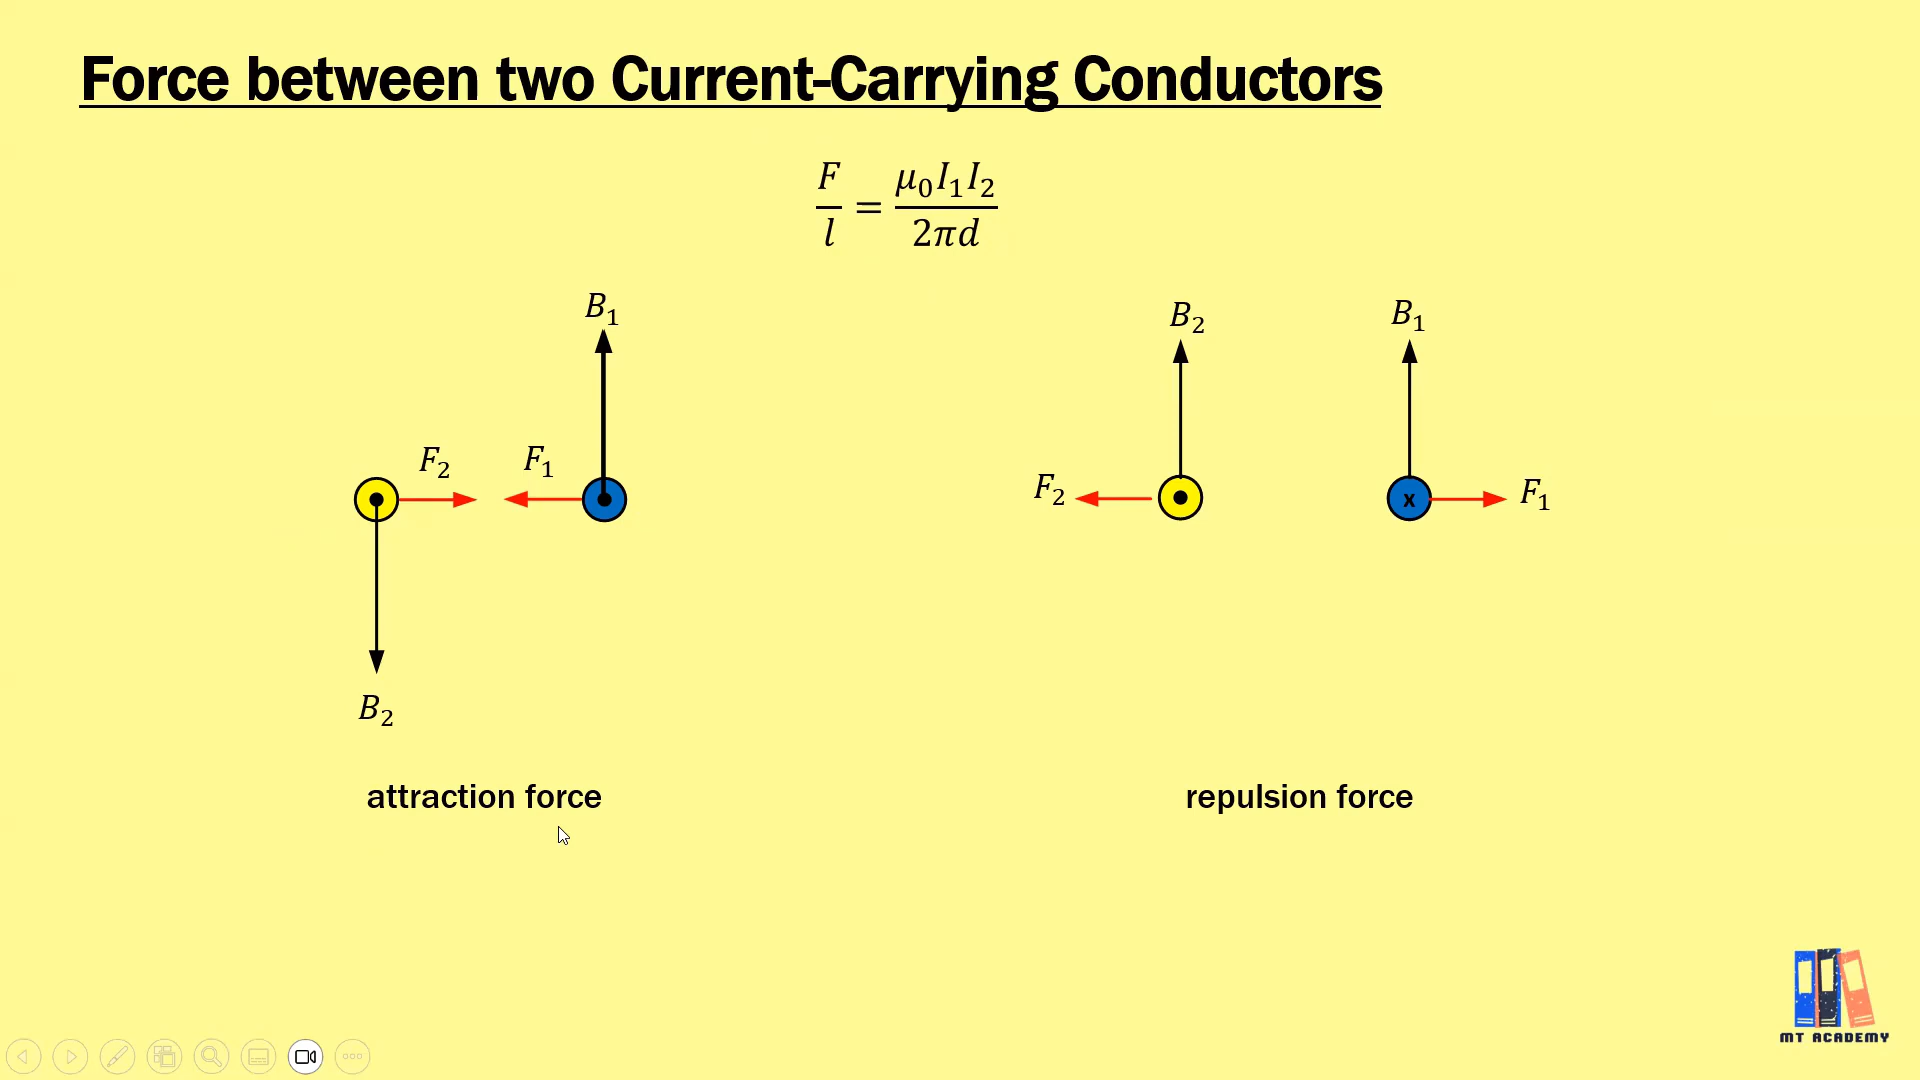 Force between two Current-Carrying Conductors
F/l = μ₀I₁I₂/2πd
B₁
B₂
B₁
F₂
F₁
F₂
x
F₁
B₂
attraction force
repulsion force
MT ACADEMY